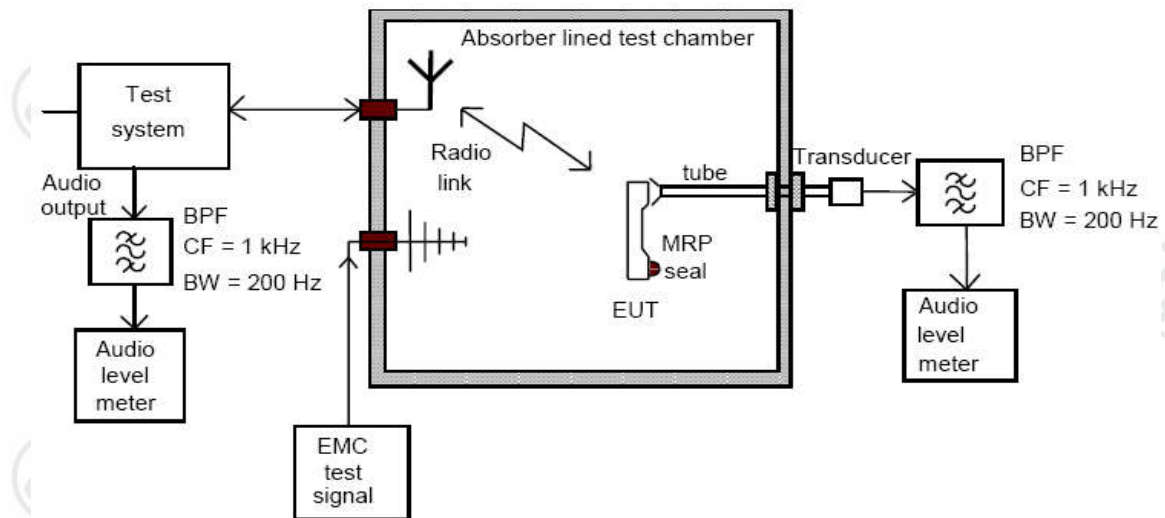 Absorber lined test chamber
Test
system
Radio
link
Audio
output
BPF
CF = 1 kHz
BW = 200 Hz
Audio
level
meter
EMC
test
signal
tube
MRP
seal
EUT
Transducer
BPF
CF = 1 kHz
BW = 200 Hz
Audio
level
meter